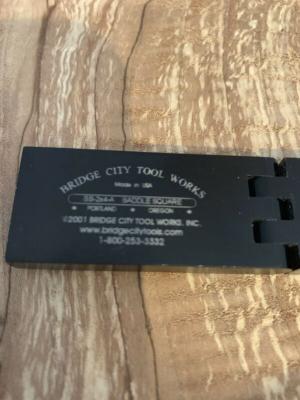 BRIDGE CITY TOOL WORKS
Made in USA
SS-2x4-A SADDLE SQUARE
PORTLAND • OREGON
©2001 BRIDGE CITY TOOL WORKS, INC.
www.bridgecitytools.com
1-800-253-3332